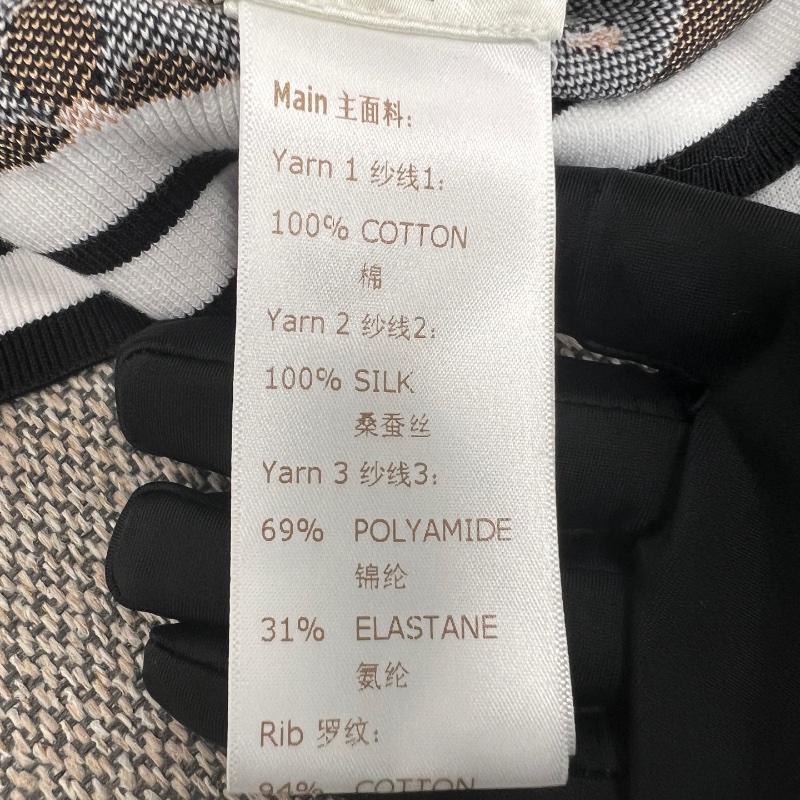 Main 主面料:
Yarn 1 纱线1:
100% COTTON
棉
Yarn 2 纱线2:
100% SILK
桑蚕丝
Yarn 3 纱线3:
69% POLYAMIDE
锦纶
31% ELASTANE
氨纶
Rib 罗纹:
94% COTTON